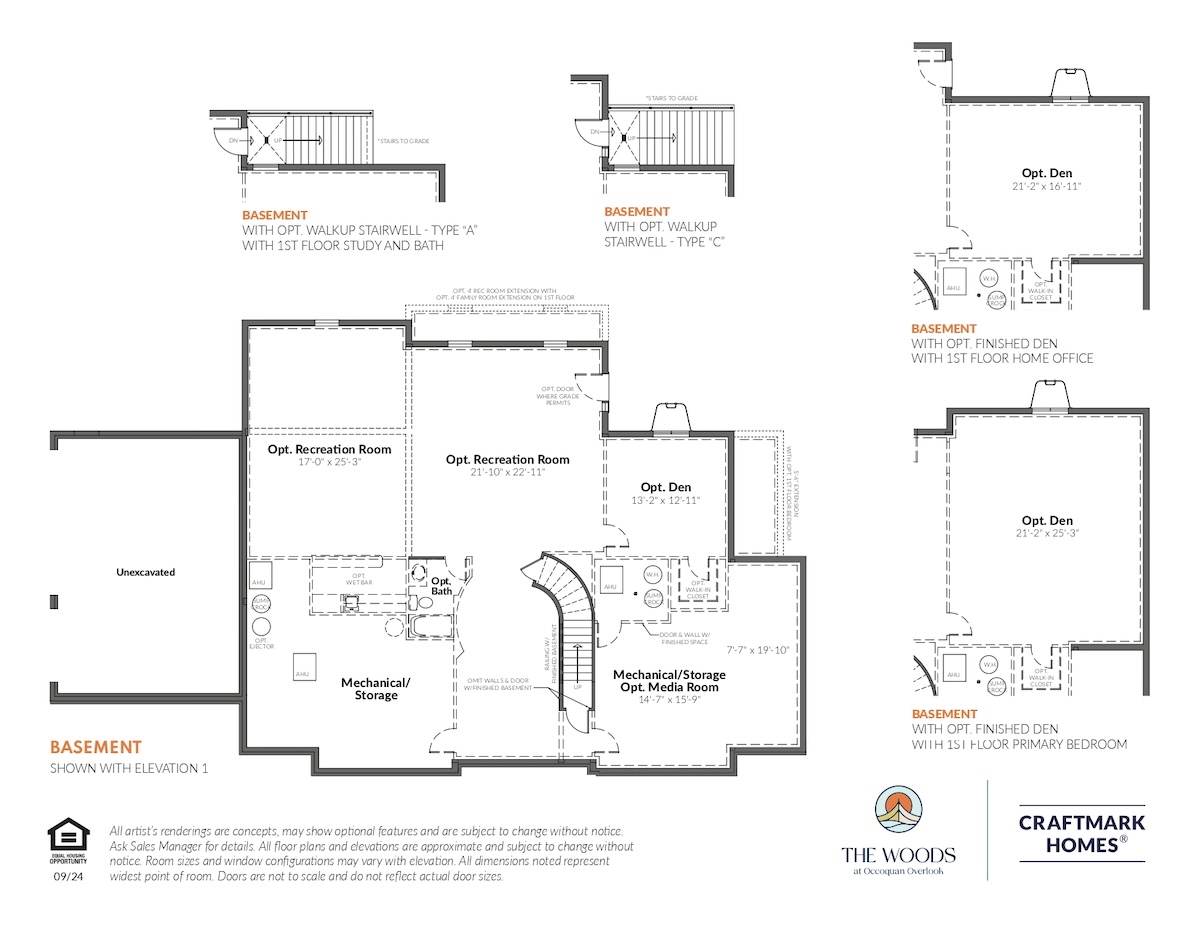 *STAIRS TO GRADE
DN
UP
*STAIRS TO GRADE
DN
UP
BASEMENT
WITH OPT. WALKUP STAIRWELL - TYPE “A”
WITH 1ST FLOOR STUDY AND BATH
BASEMENT
WITH OPT. WALKUP
STAIRWELL - TYPE “C”
Opt. Den
21'-2" x 16'-11"
AHU
W.H.
SUMP
CROCK
OPT.
WALK-IN
CLOSET
BASEMENT
WITH OPT. FINISHED DEN
WITH 1ST FLOOR HOME OFFICE
OPT. 4' REC ROOM EXTENSION WITH
OPT. 4' FAMILY ROOM EXTENSION ON 1ST FLOOR
OPT. DOOR
WHERE GRADE
PERMITS
Opt. Recreation Room
17'-0" x 25'-3"
Opt. Recreation Room
21'-10" x 22'-11"
Opt. Den
13'-2" x 12'-11"
5'-6" EXTENSION
WITH OPT. 1ST FLOOR BEDROOM
Unexcavated
AHU
SUMP
CROCK
OPT.
EJECTOR
OPT.
WET BAR
Opt.
Bath
AHU
W.H.
SUMP
CROCK
OPT.
WALK-IN
CLOSET
DOOR & WALL W/
FINISHED SPACE
RAILING W/
FINISHED BASEMENT
7'-7" x 19'-10"
AHU
Mechanical/
Storage
OMIT WALLS & DOOR
W/FINISHED BASEMENT
UP
Mechanical/Storage
Opt. Media Room
14'-7" x 15'-9"
Opt. Den
21'-2" x 25'-3"
AHU
W.H.
SUMP
CROCK
OPT.
WALK-IN
CLOSET
BASEMENT
WITH OPT. FINISHED DEN
WITH 1ST FLOOR PRIMARY BEDROOM
BASEMENT
SHOWN WITH ELEVATION 1
EQUAL HOUSING
OPPORTUNITY
09/24
All artist's renderings are concepts, may show optional features and are subject to change without notice.
Ask Sales Manager for details. All floor plans and elevations are approximate and subject to change without
notice. Room sizes and window configurations may vary with elevation. All dimensions noted represent
widest point of room. Doors are not to scale and do not reflect actual door sizes.
THE WOODS
at Occoquan Overlook
CRAFTMARK
HOMES®